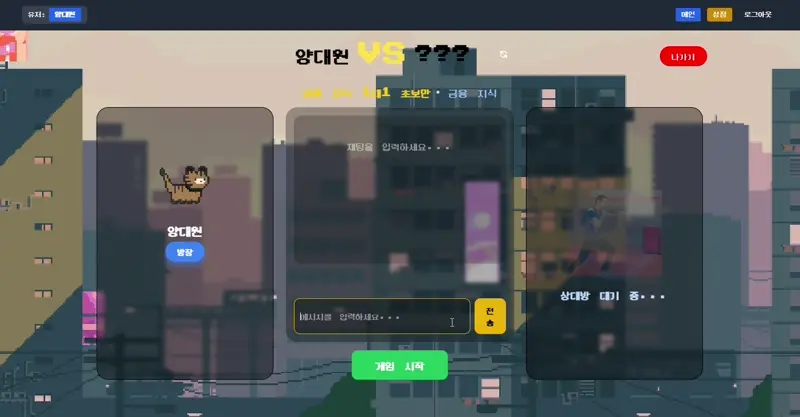 유저: 양대원
메인 상점 로그아웃
양대원 VS ???
나가기
1대1 초보만 • 금융 지식
채팅을 입력하세요...
양대원
방장
상대방 대기 중...
메시지를 입력하세요...
전송
게임 시작